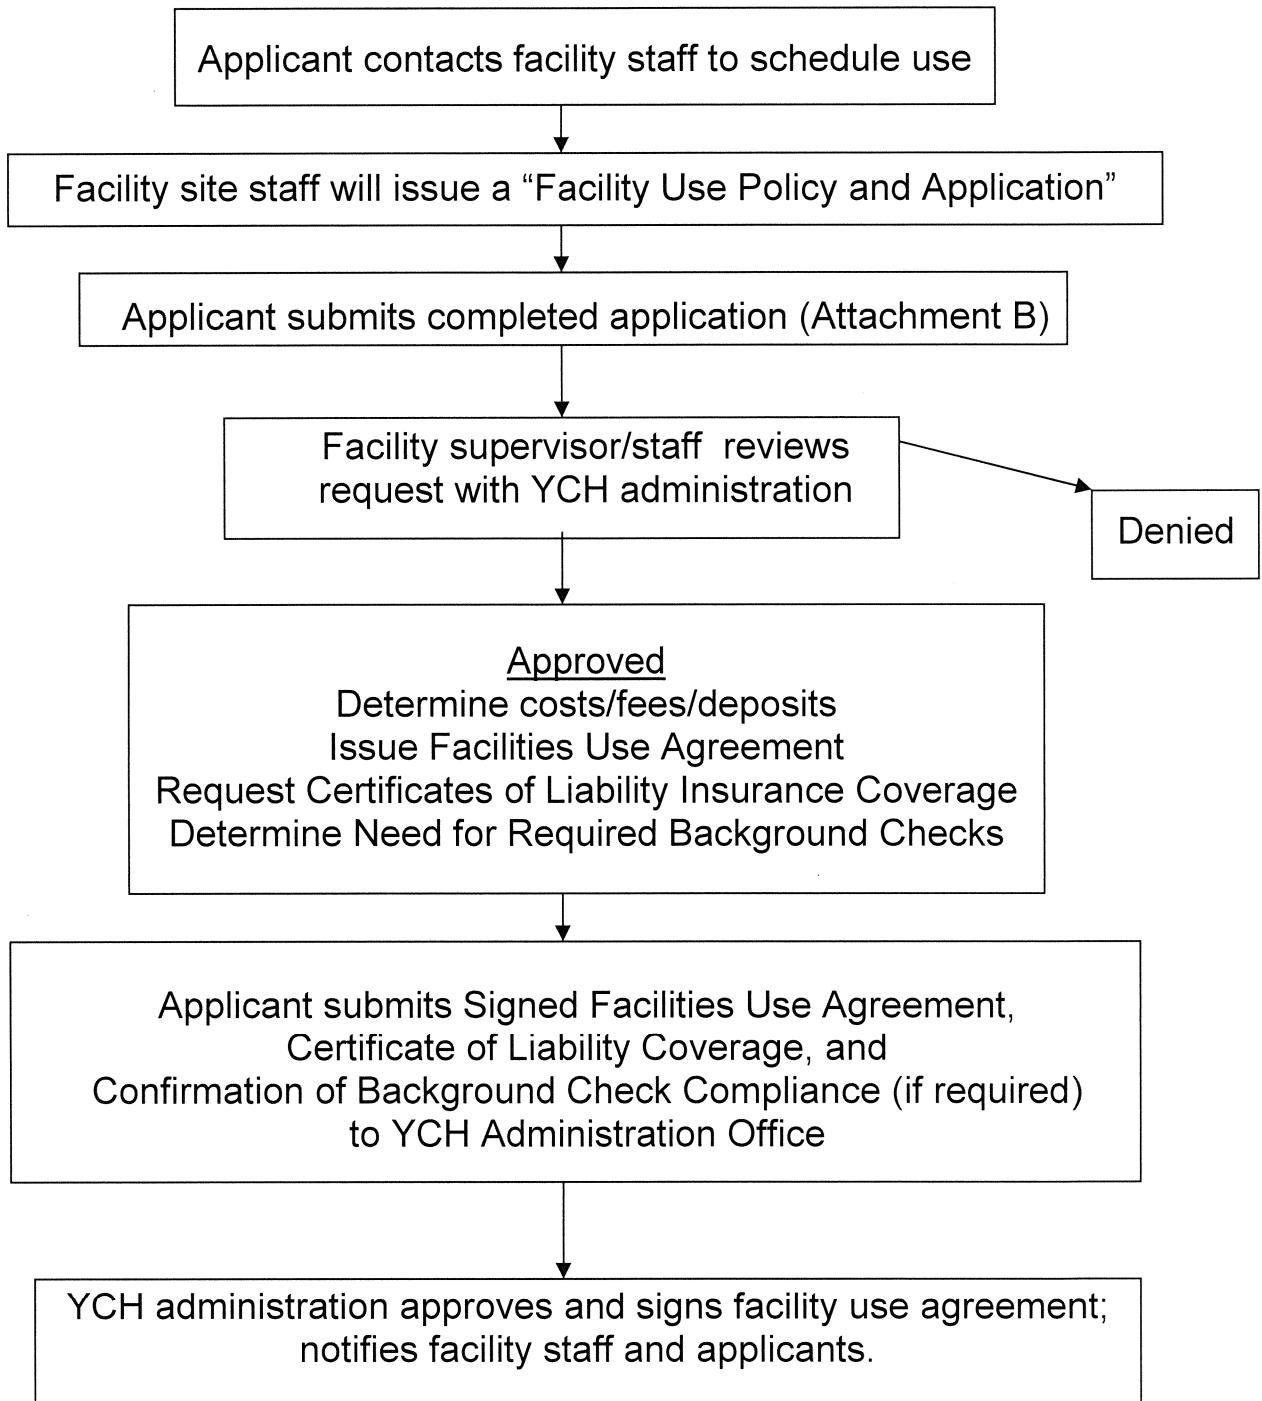 Applicant contacts facility staff to schedule use
Facility site staff will issue a “Facility Use Policy and Application”
Applicant submits completed application (Attachment B)
Facility supervisor/staff reviews
request with YCH administration
Denied
Approved
Determine costs/fees/deposits
Issue Facilities Use Agreement
Request Certificates of Liability Insurance Coverage
Determine Need for Required Background Checks
Applicant submits Signed Facilities Use Agreement,
Certificate of Liability Coverage, and
Confirmation of Background Check Compliance (if required)
to YCH Administration Office
YCH administration approves and signs facility use agreement;
notifies facility staff and applicants.